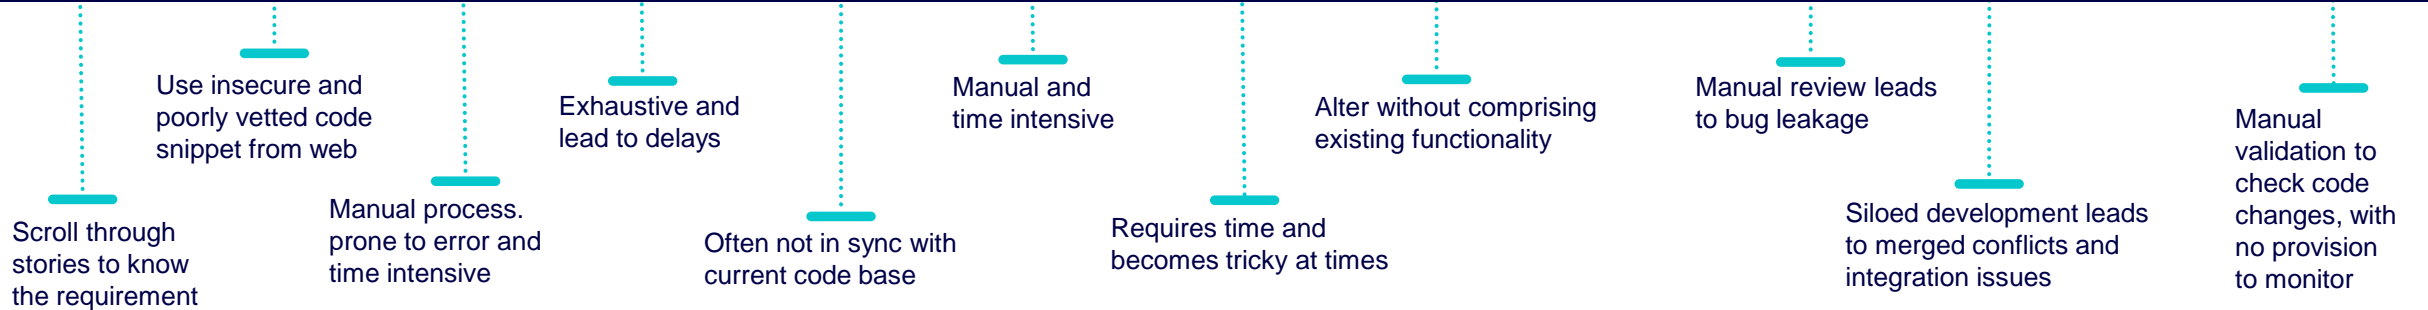 Scroll through
stories to know
the requirement
Use insecure and
poorly vetted code
snippet from web
Manual process.
prone to error and
time intensive
Exhaustive and
lead to delays
Often not in sync with
current code base
Manual and
time intensive
Requires time and
becomes tricky at times
Alter without comprising
existing functionality
Manual review leads
to bug leakage
Siloed development leads
to merged conflicts and
integration issues
Manual
validation to
check code
changes, with
no provision
to monitor